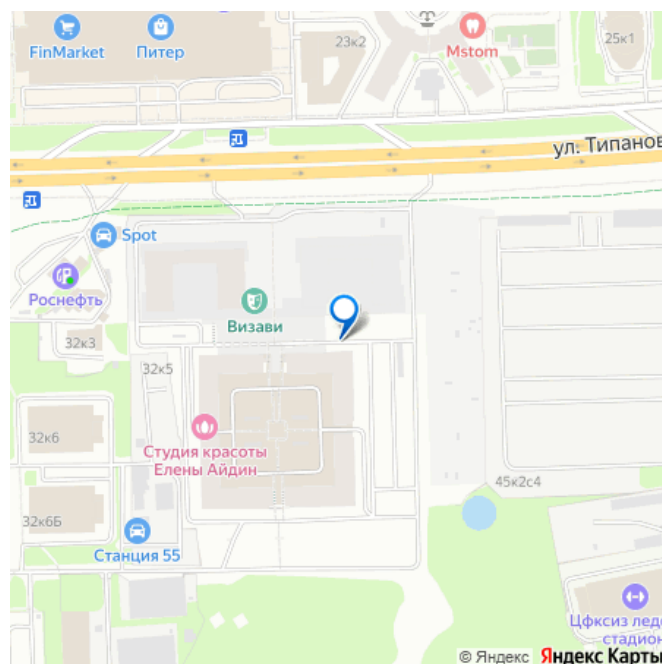 FinMarket
Питер
23к2
Mstom
25к1
ул. Типанов
Spot
Роснефть
Визави
32к3
32к5
32к6
Студия красоты
Елены Айдин
45к2с4
32к6Б
Станция 55
Цфксиз ледо
стадион
© Яндекс Яндекс Карты